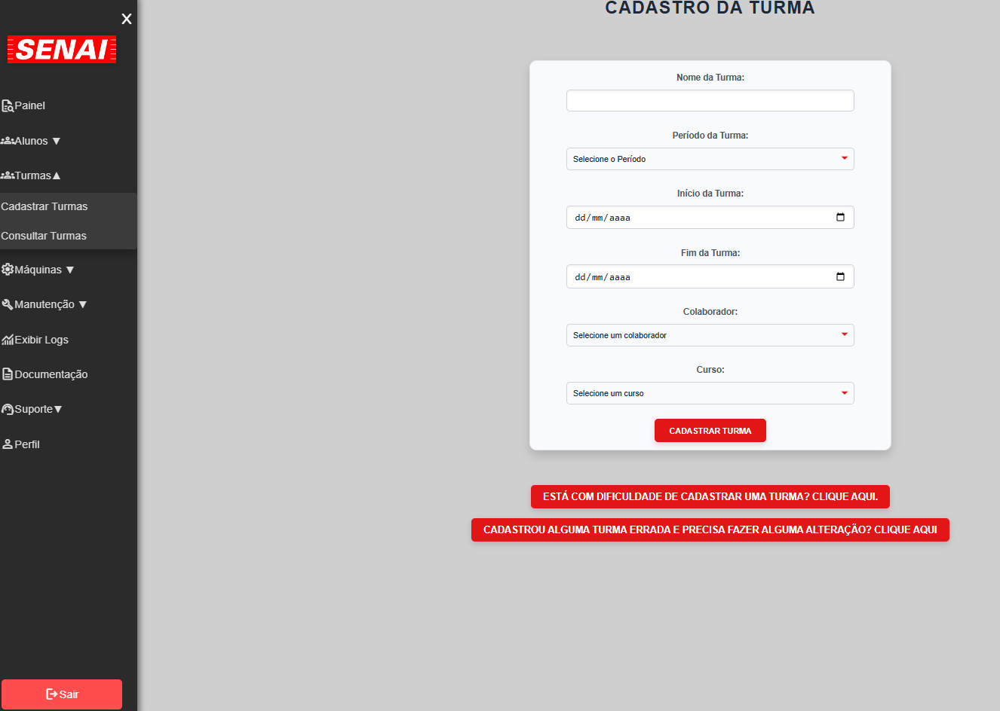 X
SENAI
Painel
Alunos ▼
Turmas▲
Cadastrar Turmas
Consultar Turmas
Máquinas ▼
Manutenção ▼
Exibir Logs
Documentação
Suporte▼
Perfil
Sair
CADASTRO DA TURMA
Nome da Turma:
Período da Turma:
Selecione o Período
Início da Turma:
dd/mm/aaaa
Fim da Turma:
dd/mm/aaaa
Colaborador:
Selecione um colaborador
Curso:
Selecione um curso
CADASTRAR TURMA
ESTÁ COM DIFICULDADE DE CADASTRAR UMA TURMA? CLIQUE AQUI.
CADASTROU ALGUMA TURMA ERRADA E PRECISA FAZER ALGUMA ALTERAÇÃO? CLIQUE AQUI